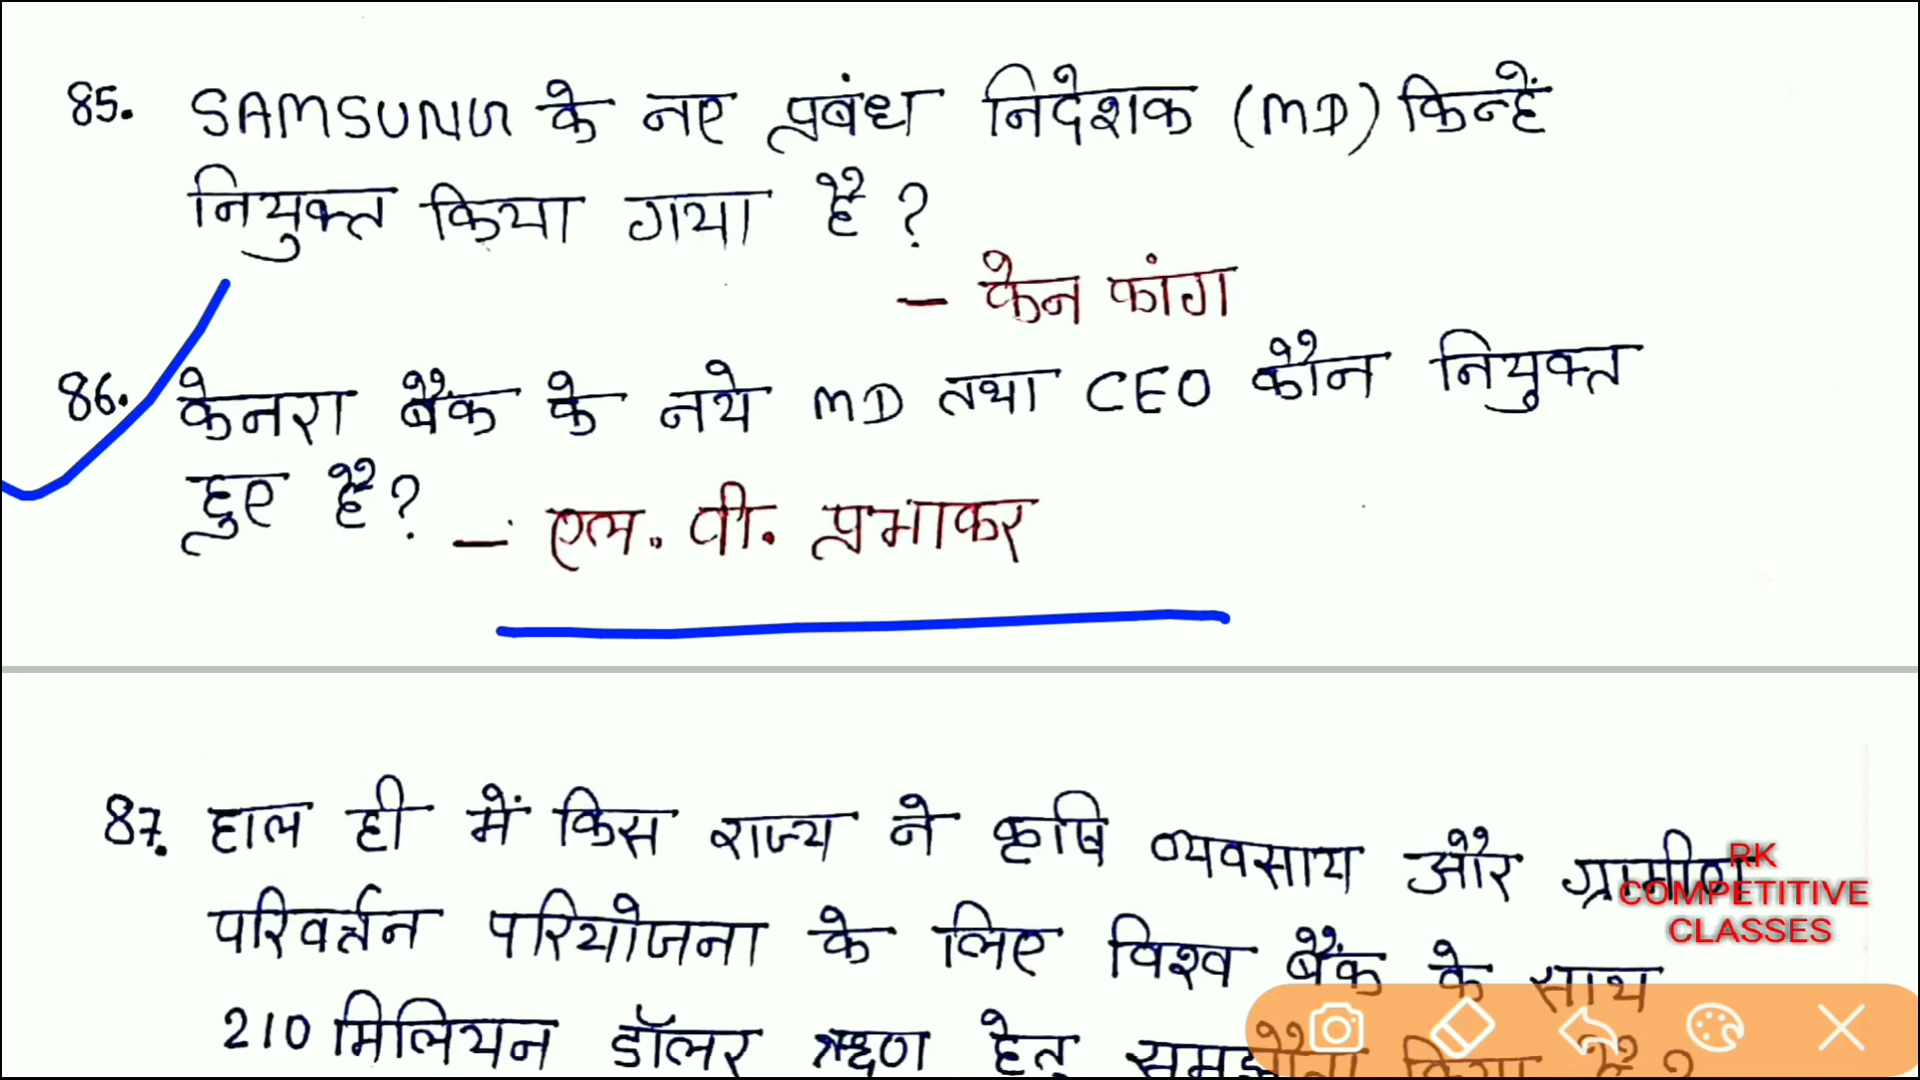 85. SAMSUNG के नए प्रबंध निदेशक (MD) किन्हें
नियुक्त किया गया है ?
– केन कांग
86. केनरा बैंक के नये MD तथा CEO कौन नियुक्त
हुए है ? – एल. वी. प्रभाकर
87. हाल ही में किस राज्य ने कृषि व्यवसाय और ग्रामीण
परिवर्तन परियोजना के लिए विश्व बैंक के साथ
210 मिलियन डॉलर ऋण हेतु समझौता किया है ?
RK
COMPETITIVE
CLASSES